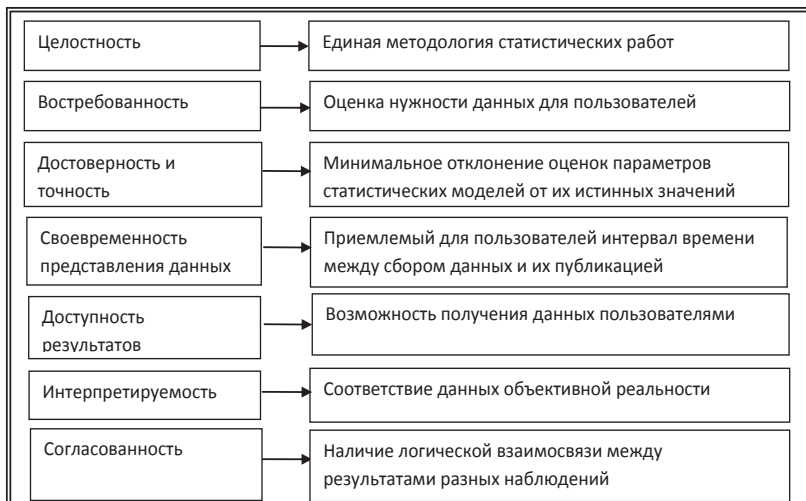 Целостность
Единая методология статистических работ
Востребованность
Оценка нужности данных для пользователей
Достоверность и
точность
Минимальное отклонение оценок параметров
статистических моделей от их истинных значений
Своевременность
представления данных
Приемлемый для пользователей интервал времени
между сбором данных и их публикацией
Доступность
результатов
Возможность получения данных пользователями
Интерпретируемость
Соответствие данных объективной реальности
Согласованность
Наличие логической взаимосвязи между
результатами разных наблюдений